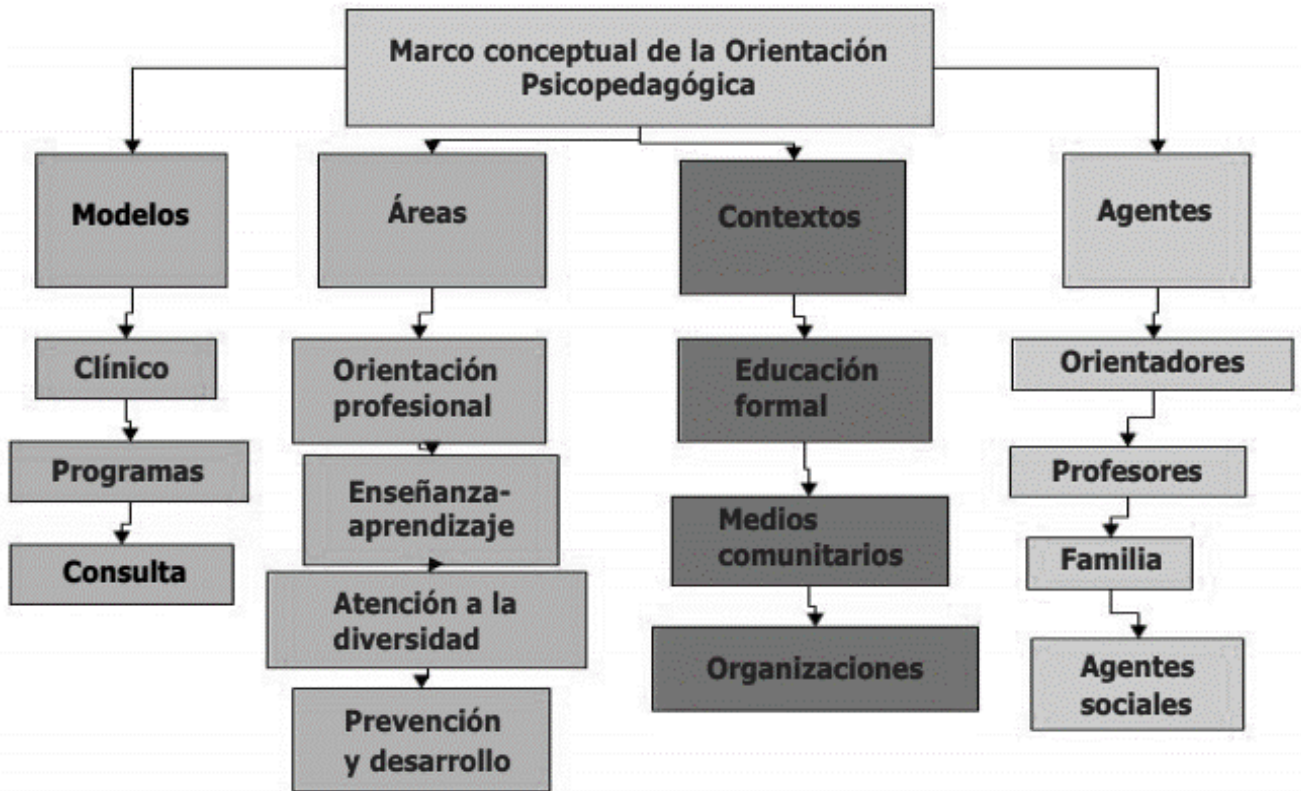 Marco conceptual de la Orientación
Psicopedagógica
Modelos
Áreas
Contextos
Agentes
Clínico
Programas
Consulta
Orientación
profesional
Enseñanza-
aprendizaje
Atención a la
diversidad
Prevención
y desarrollo
Educación
formal
Medios
comunitarios
Organizaciones
Orientadores
Profesores
Familia
Agentes
sociales